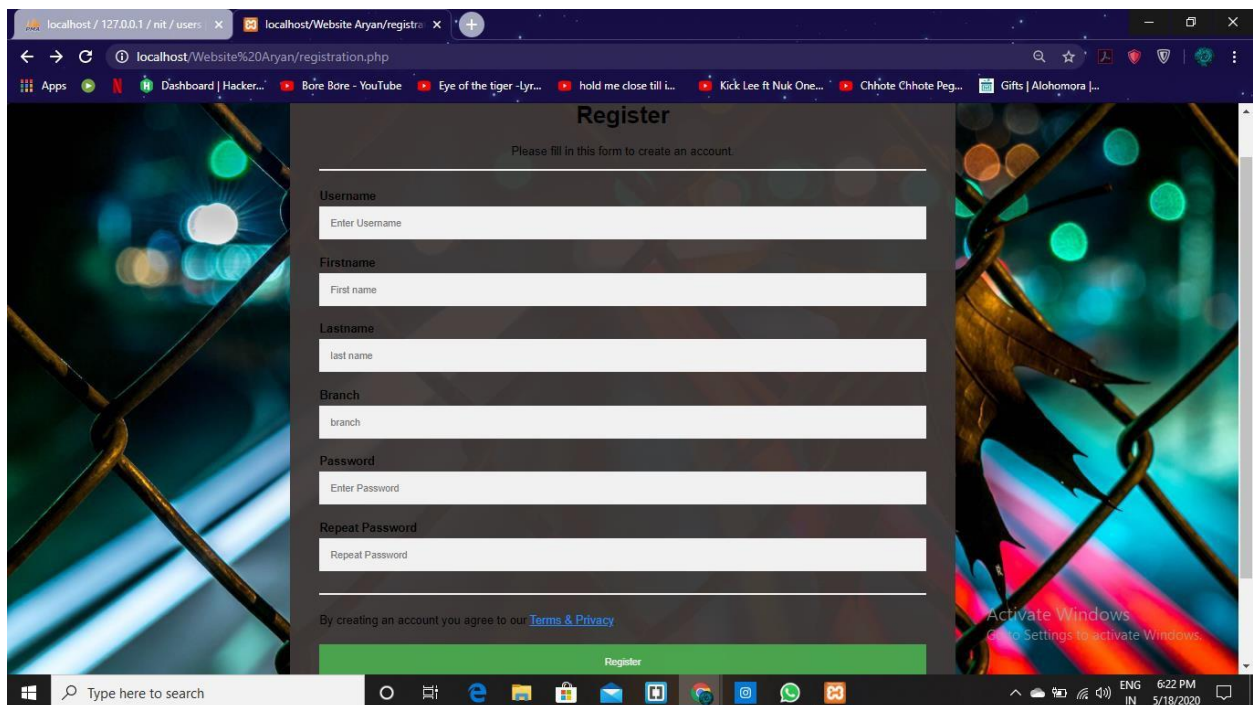 localhost / 127.0.0.1 / nit / users |
localhost/Website Aryan/registra
localhost/Website%20Aryan/registration.php
Apps
Dashboard | Hacker...
Bore Bore - YouTube
Eye of the tiger -Lyr...
hold me close till i...
Kick Lee ft Nuk One...
Chhote Chhote Peg...
Gifts | Alohomora |...
Register
Please fill in this form to create an account.
Username
Enter Username
Firstname
First name
Lastname
last name
Branch
branch
Password
Enter Password
Repeat Password
Repeat Password
By creating an account you agree to our Terms & Privacy
Register
Activate Windows
Go to Settings to activate Windows.
Type here to search
ENG
IN
6:22 PM
5/18/2020